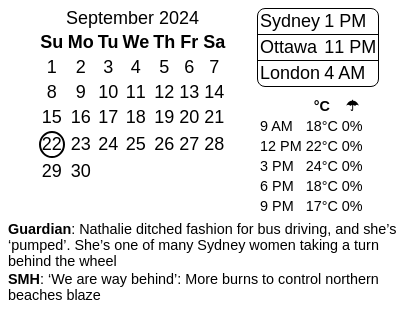 September 2024
Su Mo Tu We Th Fr Sa
1 2 3 4 5 6 7
8 9 10 11 12 13 14
15 16 17 18 19 20 21
22 23 24 25 26 27 28
29 30
Sydney 1 PM
Ottawa 11 PM
London 4 AM
°C ☂
9 AM 18°C 0%
12 PM 22°C 0%
3 PM 24°C 0%
6 PM 18°C 0%
9 PM 17°C 0%
Guardian: Nathalie ditched fashion for bus driving, and she’s
‘pumped’. She’s one of many Sydney women taking a turn
behind the wheel
SMH: ‘We are way behind’: More burns to control northern
beaches blaze